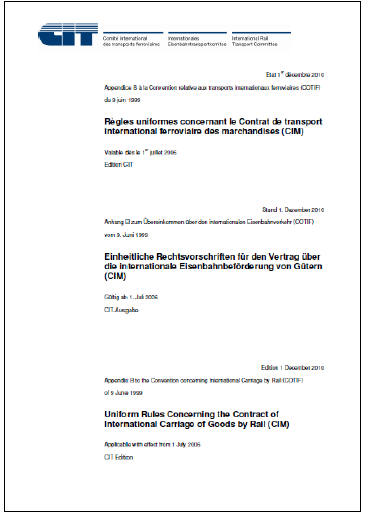 CIT
Comité international Internationales International Rail
des transports ferroviaires Eisenbahntransportkomitee Transport Committee
Etat 1er décembre 2010
Appendice B à la Convention relative aux transports internationaux ferroviaires (COTIF)
du 9 juin 1999
Règles uniformes concernant le Contrat de transport
international ferroviaire des marchandises (CIM)
Valable dès le 1er juillet 2006
Edition CIT
Stand 1. Dezember 2010
Anhang B zum Übereinkommen über den internationalen Eisenbahnverkehr (COTIF)
vom 9. Juni 1999
Einheitliche Rechtsvorschriften für den Vertrag über
die internationale Eisenbahnbeförderung von Gütern
(CIM)
Gültig ab 1. Juli 2006
CIT-Ausgabe
Edition 1 December 2010
Appendix B to the Convention concerning International Carriage by Rail (COTIF)
of 9 June 1999
Uniform Rules Concerning the Contract of
International Carriage of Goods by Rail (CIM)
Applicable with effect from 1 July 2006
CIT Edition